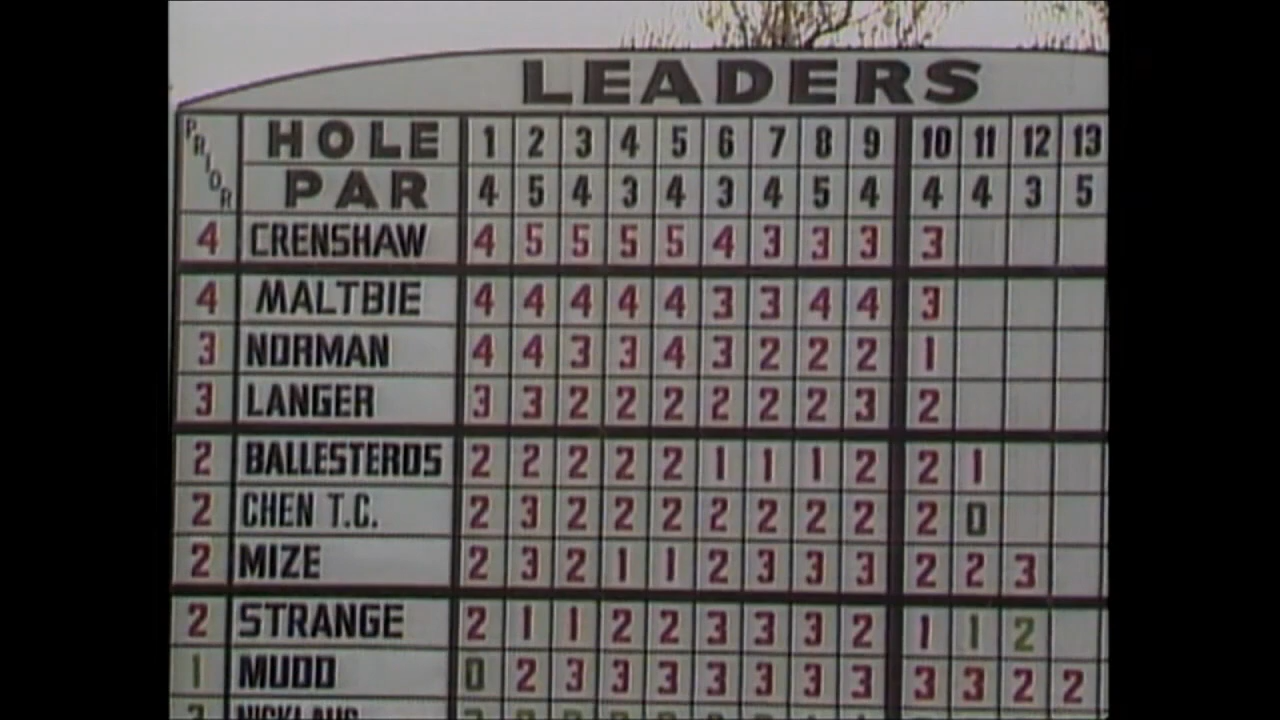 LEADERS
PRIOR HOLE 1 2 3 4 5 6 7 8 9 10 11 12 13
PAR 4 5 4 3 4 3 4 5 4 4 4 3 5
4 CRENSHAW 4 5 5 5 5 4 3 3 3 3
4 MALTBIE 4 4 4 4 4 3 3 4 4 3
3 NORMAN 4 4 3 3 4 3 2 2 2 1
3 LANGER 3 3 2 2 2 2 2 2 3 2
2 BALLESTEROS 2 2 2 2 2 1 1 1 2 2 1
2 CHEN T.C. 2 3 2 2 2 2 2 2 2 2 0
2 MIZE 2 3 2 1 1 2 3 3 3 2 2 3
2 STRANGE 2 1 1 2 2 3 3 3 2 1 1 2
1 MUDD 0 2 3 3 3 3 3 3 3 3 3 2 2
NICKLAUS